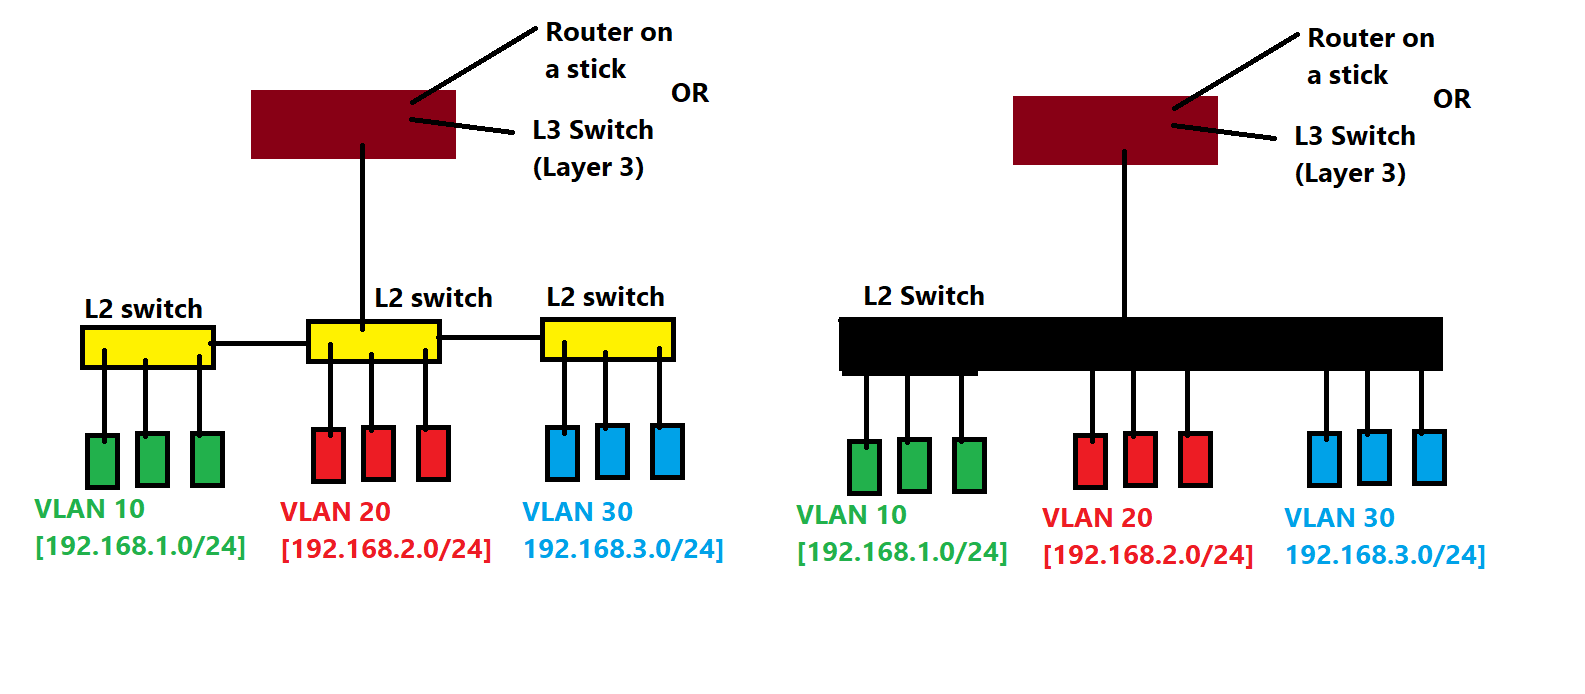 Router on
a stick
OR
L3 Switch
(Layer 3)
L2 switch
L2 switch
L2 switch
VLAN 10
[192.168.1.0/24]
VLAN 20
[192.168.2.0/24]
VLAN 30
192.168.3.0/24]
Router on
a stick
OR
L3 Switch
(Layer 3)
L2 Switch
VLAN 10
[192.168.1.0/24]
VLAN 20
[192.168.2.0/24]
VLAN 30
192.168.3.0/24]